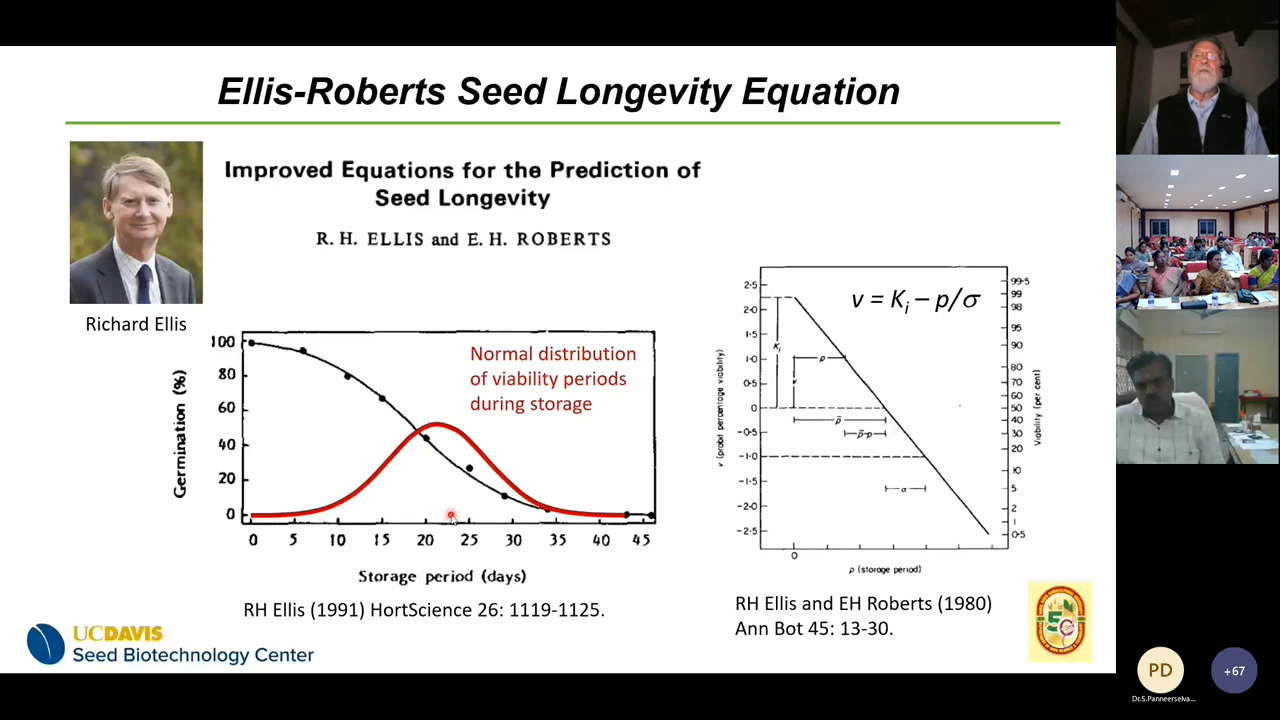 Ellis-Roberts Seed Longevity Equation
Improved Equations for the Prediction of
Seed Longevity
R. H. ELLIS and E. H. ROBERTS
Richard Ellis
Normal distribution
of viability periods
during storage
Germination (%)
100
80
60
40
20
0
0 5 10 15 20 25 30 35 40 45
Storage period (days)
RH Ellis (1991) HortScience 26: 1119-1125.
v = Ki – p/σ
v (probit percentage viability)
2·5
2·0
1·5
1·0
0·5
0
-0·5
-1·0
-1·5
-2·0
-2·5
Ki
p
v
p̄
p̄-p
σ
99·5
99
98
95
90
80
70
60
50
40
30
20
10
5
2
1
0·5
Viability (per cent)
0
p (storage period)
RH Ellis and EH Roberts (1980)
Ann Bot 45: 13-30.
UCDAVIS
Seed Biotechnology Center
PD
Dr.S.Panneerselva...
+67